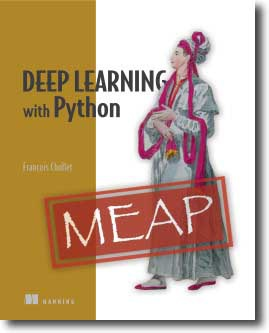 DEEP LEARNING
with Python
François Chollet
MEAP
MANNING